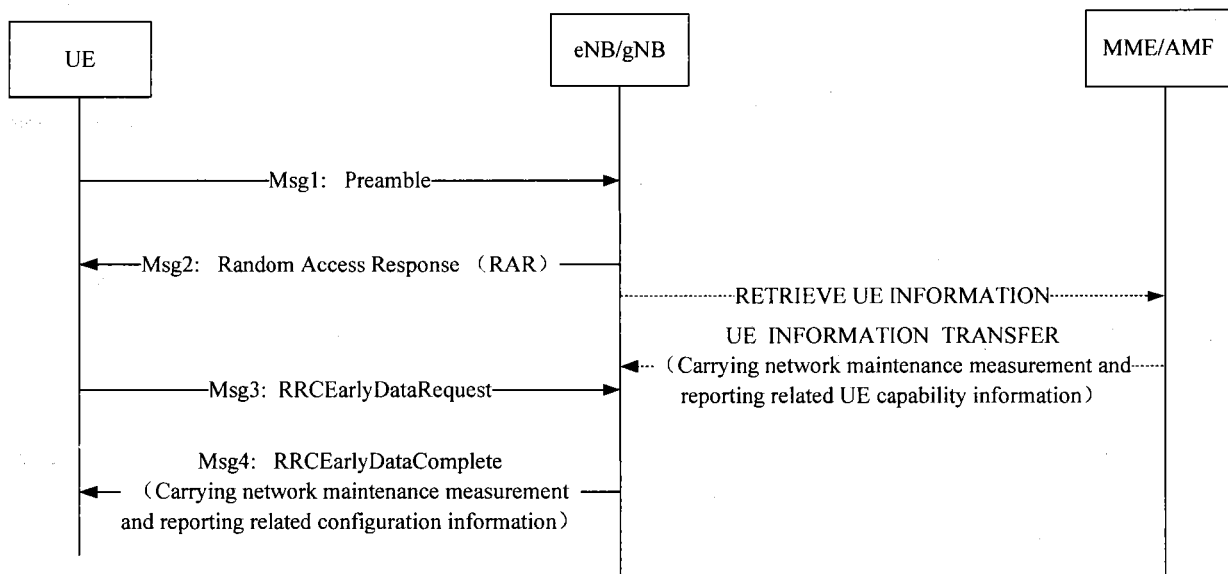 UE
eNB/gNB
MME/AMF
Msg1: Preamble
Msg2: Random Access Response （RAR）
RETRIEVE UE INFORMATION
UE INFORMATION TRANSFER
（Carrying network maintenance measurement and
reporting related UE capability information）
Msg3: RRCEarlyDataRequest
Msg4: RRCEarlyDataComplete
（Carrying network maintenance measurement
and reporting related configuration information）